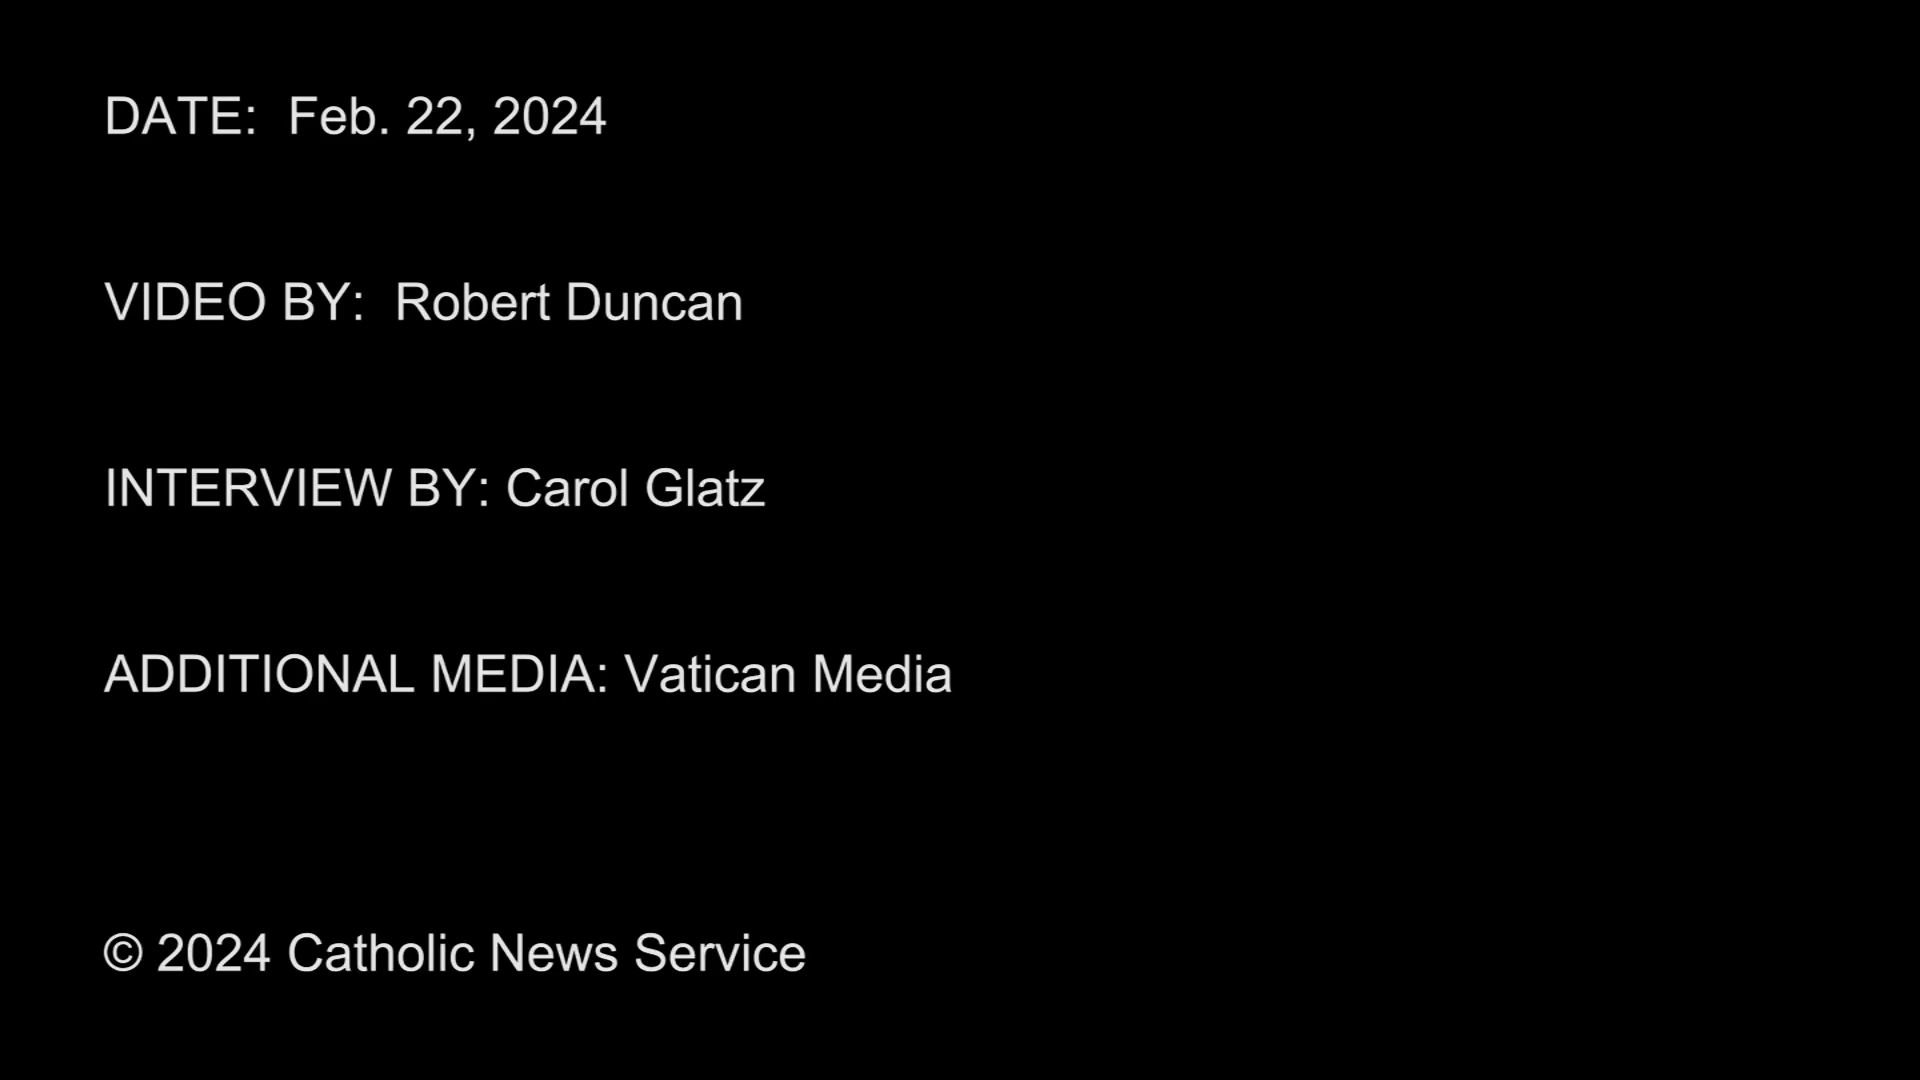 DATE:  Feb. 22, 2024
VIDEO BY:  Robert Duncan
INTERVIEW BY: Carol Glatz
ADDITIONAL MEDIA: Vatican Media
© 2024 Catholic News Service